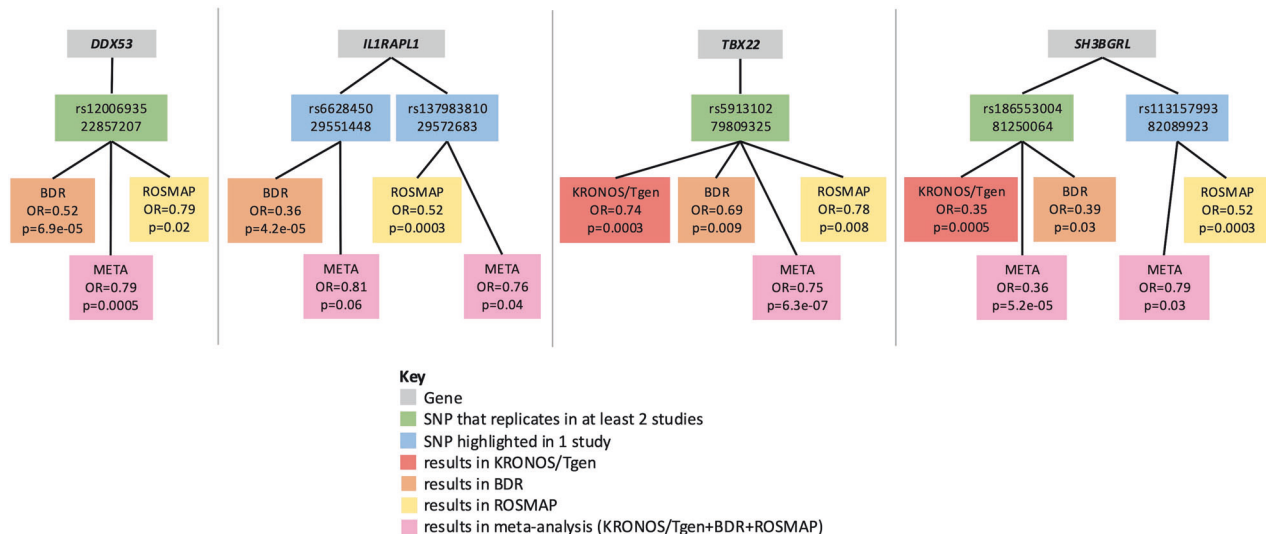 DDX53
rs12006935
22857207
BDR
OR=0.52
p=6.9e-05
ROSMAP
OR=0.79
p=0.02
META
OR=0.79
p=0.0005
IL1RAPL1
rs6628450
29551448
rs137983810
29572683
BDR
OR=0.36
p=4.2e-05
ROSMAP
OR=0.52
p=0.0003
META
OR=0.81
p=0.06
META
OR=0.76
p=0.04
TBX22
rs5913102
79809325
KRONOS/Tgen
OR=0.74
p=0.0003
BDR
OR=0.69
p=0.009
ROSMAP
OR=0.78
p=0.008
META
OR=0.75
p=6.3e-07
SH3BGRL
rs186553004
81250064
rs113157993
82089923
KRONOS/Tgen
OR=0.35
p=0.0005
BDR
OR=0.39
p=0.03
ROSMAP
OR=0.52
p=0.0003
META
OR=0.36
p=5.2e-05
META
OR=0.79
p=0.03
Key
Gene
SNP that replicates in at least 2 studies
SNP highlighted in 1 study
results in KRONOS/Tgen
results in BDR
results in ROSMAP
results in meta-analysis (KRONOS/Tgen+BDR+ROSMAP)